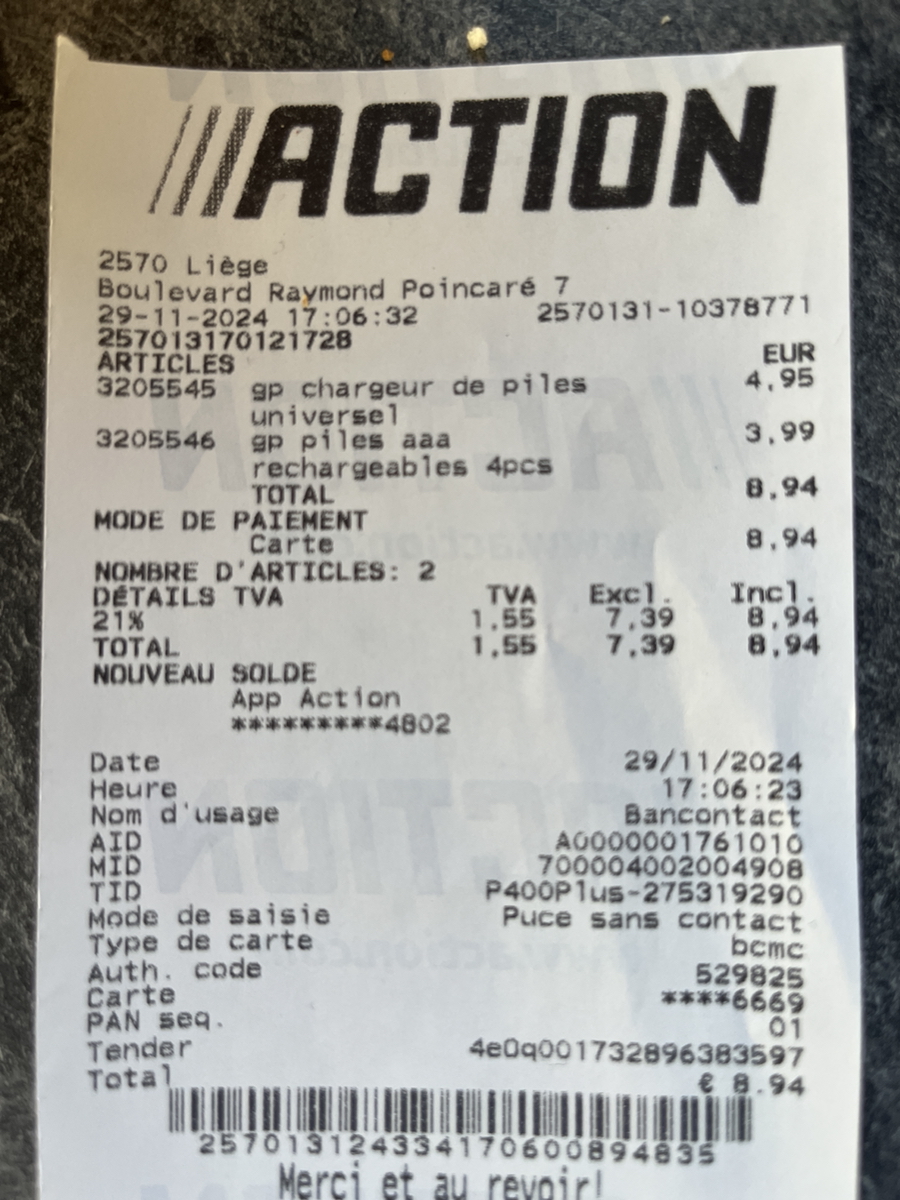 ACTION
2570 Liège
Boulevard Raymond Poincaré 7
29-11-2024 17:06:32 2570131-10378771
257013170121728
ARTICLES EUR
3205545 gp chargeur de piles 4,95
universel
3205546 gp piles aaa 3,99
rechargeables 4pcs
TOTAL 8,94
MODE DE PAIEMENT
Carte 8,94
NOMBRE D'ARTICLES: 2
DÉTAILS TVA TVA Excl. Incl.
21% 1,55 7,39 8,94
TOTAL 1,55 7,39 8,94
NOUVEAU SOLDE
App Action
*********4802
Date 29/11/2024
Heure 17:06:23
Nom d'usage Bancontact
AID A0000001761010
MID 7000040020049​08
TID P400Plus-275319290
Mode de saisie Puce sans contact
Type de carte bcmc
Auth. code 529825
Carte ****6669
PAN seq. 01
Tender 4e0q001732896383597
Total € 8.94
2570131243341706008​94835
Merci et au revoir!